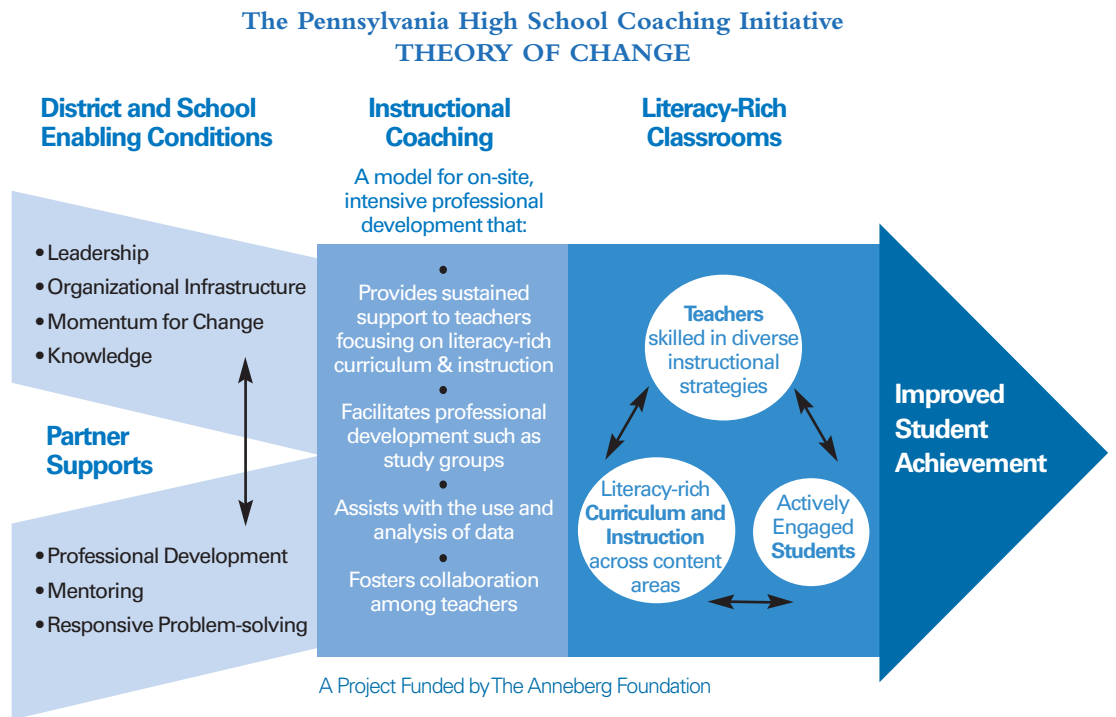 The Pennsylvania High School Coaching Initiative
THEORY OF CHANGE
District and School
Enabling Conditions
• Leadership
• Organizational Infrastructure
• Momentum for Change
• Knowledge
Partner
Supports
• Professional Development
• Mentoring
• Responsive Problem-solving
Instructional
Coaching
A model for on-site,
intensive professional
development that:
•
Provides sustained
support to teachers
focusing on literacy-rich
curriculum & instruction
•
Facilitates professional
development such as
study groups
•
Assists with the use and
analysis of data
•
Fosters collaboration
among teachers
Literacy-Rich
Classrooms
Teachers
skilled in diverse
instructional
strategies
Literacy-rich
Curriculum and
Instruction
across content
areas
Actively
Engaged
Students
Improved
Student
Achievement
A Project Funded by The Anneberg Foundation